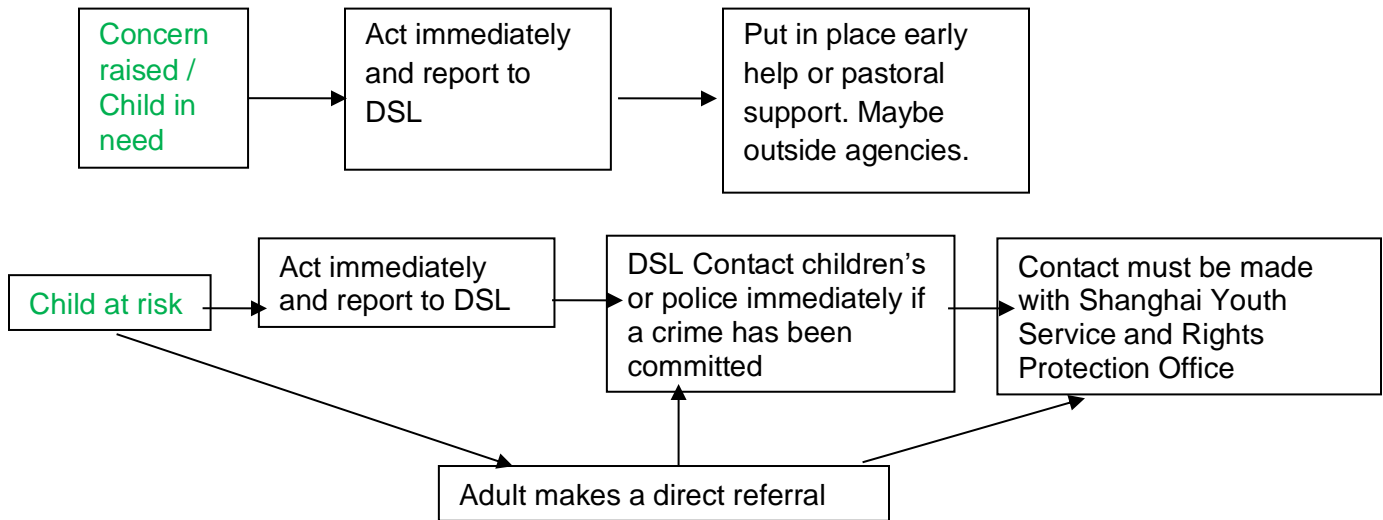 Concern
raised /
Child in
need
Act immediately
and report to
DSL
Put in place early
help or pastoral
support. Maybe
outside agencies.
Child at risk
Act immediately
and report to DSL
DSL Contact children's
or police immediately if
a crime has been
committed
Contact must be made
with Shanghai Youth
Service and Rights
Protection Office
Adult makes a direct referral